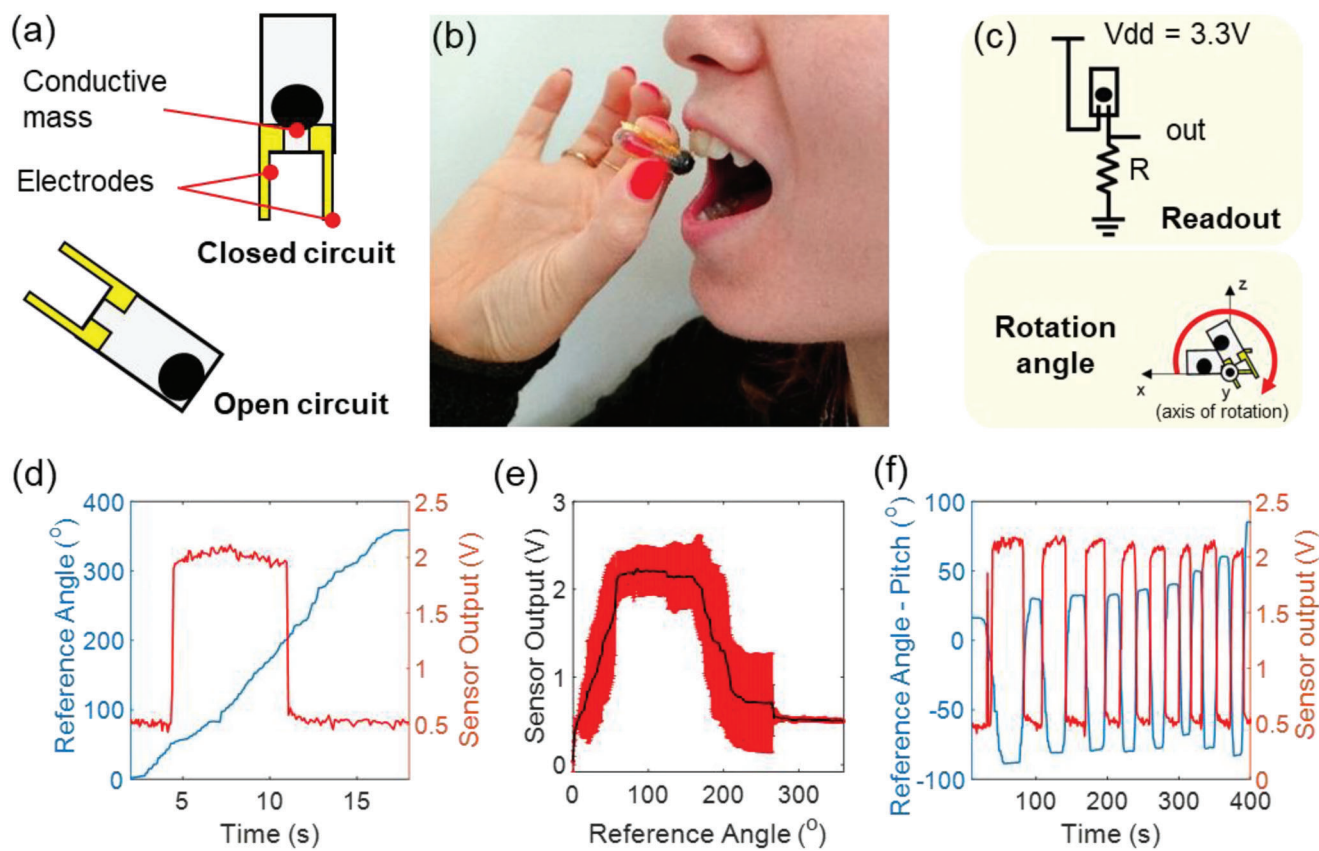 (a)
Conductive
mass
Electrodes
Closed circuit
Open circuit
(b)
(c)
Vdd = 3.3V
out
R
Readout
Rotation
angle
z
x
y
(axis of rotation)
(d)
Reference Angle (°)
400
300
200
100
0
2.5
2
1.5
1
0.5
0
Sensor Output (V)
5 10 15
Time (s)
(e)
Sensor Output (V)
3
2
1
0
0 100 200 300
Reference Angle (°)
(f)
Reference Angle - Pitch (°)
100
50
0
-50
-100
2.5
2
1.5
1
0.5
0
Sensor output (V)
100 200 300 400
Time (s)